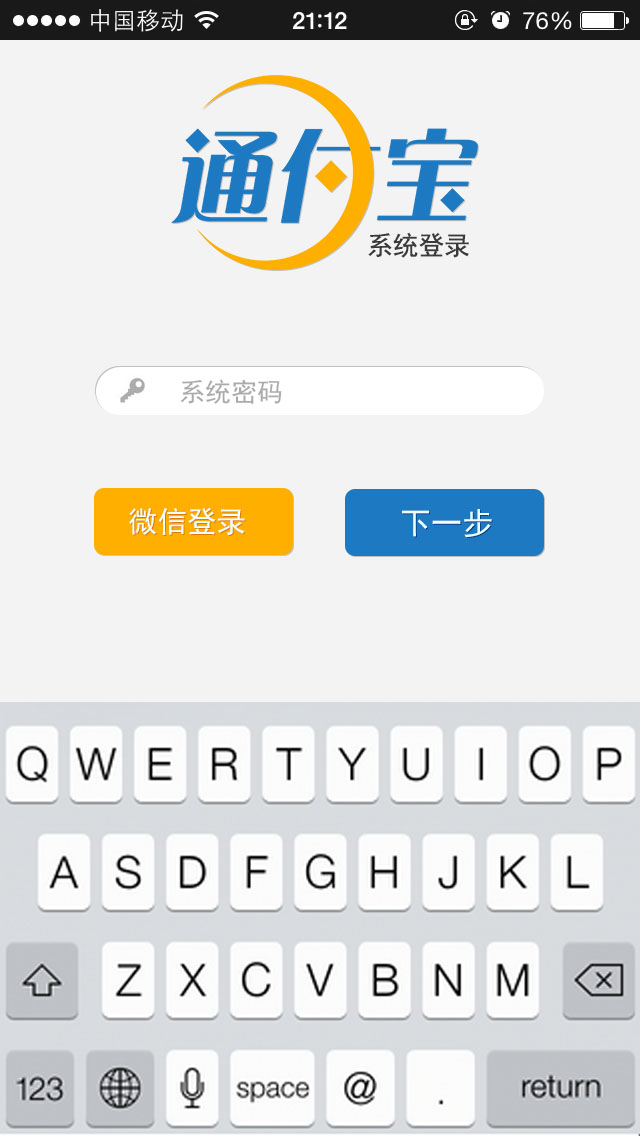 中国移动 21:12 76%
通付宝
系统登录
系统密码
微信登录 下一步
Q W E R T Y U I O P
A S D F G H J K L
Z X C V B N M
123 space @ . return